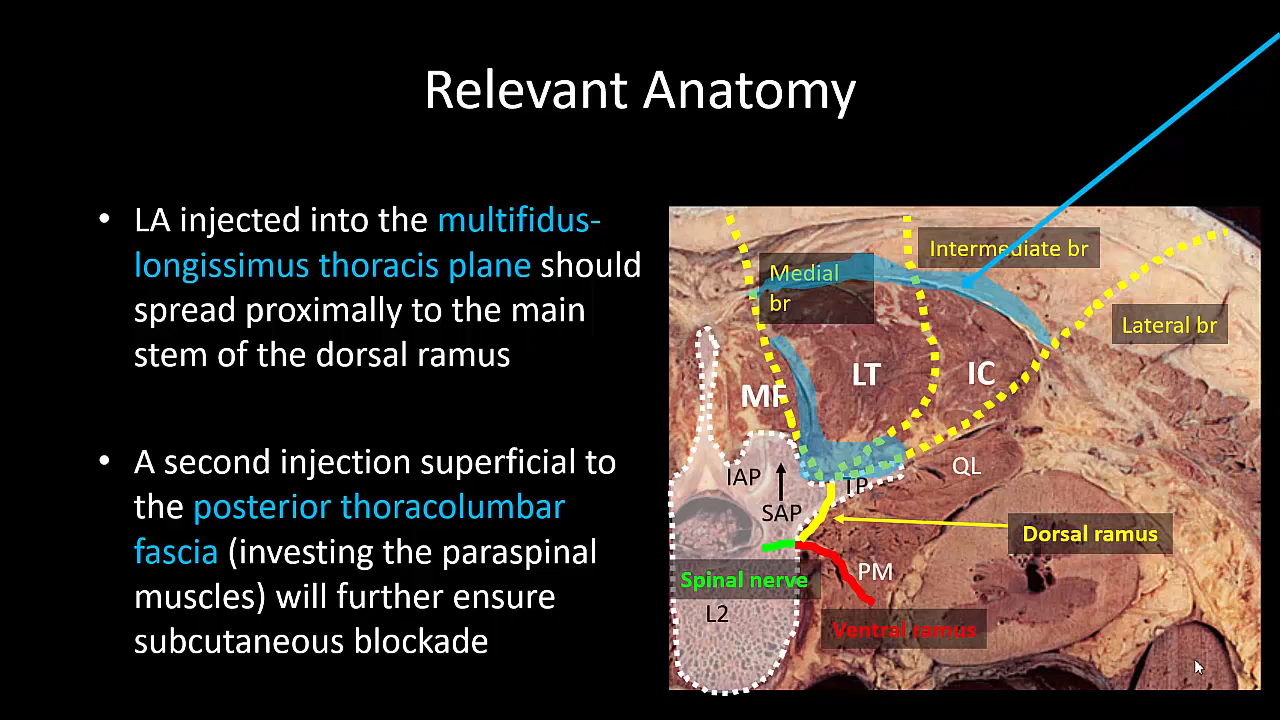 Relevant Anatomy
• LA injected into the multifidus-
longissimus thoracis plane should
spread proximally to the main
stem of the dorsal ramus
• A second injection superficial to
the posterior thoracolumbar
fascia (investing the paraspinal
muscles) will further ensure
subcutaneous blockade
Intermediate br
Medial
br
Lateral br
MF
LT
IC
IAP
SAP
TP
QL
Dorsal ramus
PM
Spinal nerve
L2
Ventral ramus